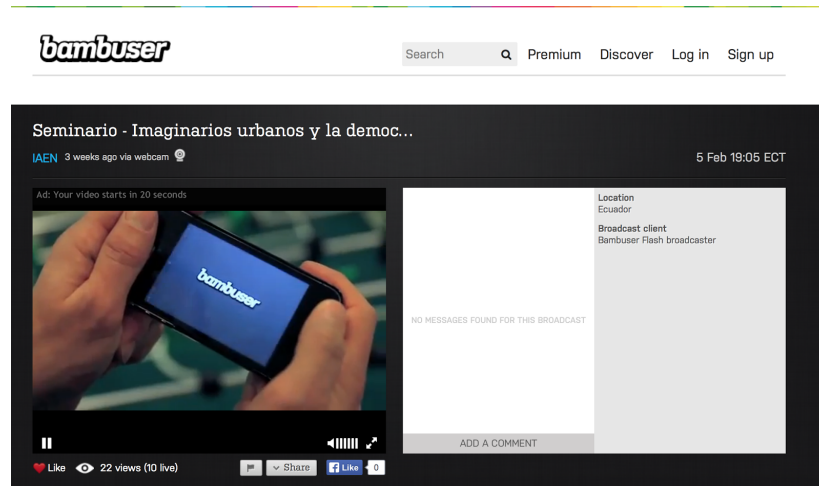 bambuser
Search Premium Discover Log in Sign up
Seminario - Imaginarios urbanos y la democ...
IAEN 3 weeks ago via webcam
5 Feb 19:05 ECT
Ad: Your video starts in 20 seconds
bambuser
NO MESSAGES FOUND FOR THIS BROADCAST
ADD A COMMENT
Location
Ecuador
Broadcast client
Bambuser Flash broadcaster
Like 22 views (10 live) Share Like 0